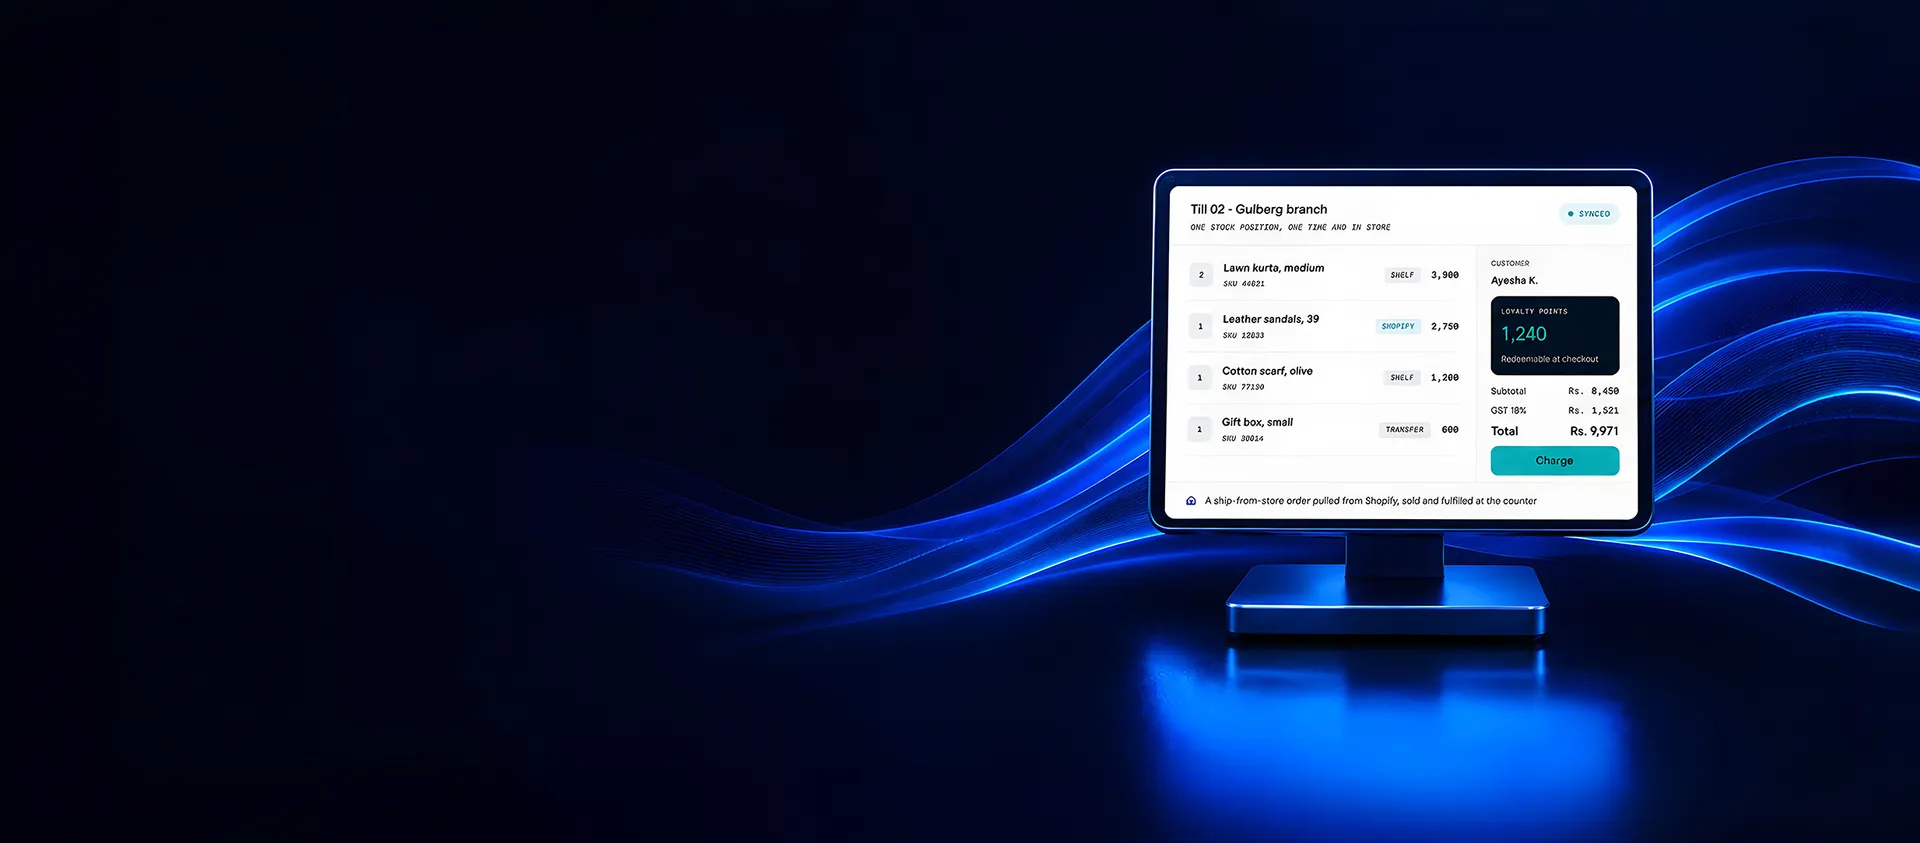 Till 02 - Gulberg branch
SYNCED
ONE STOCK POSITION, ONE TIME AND IN STORE
2 Lawn kurta, medium SHELF 3,900
SKU 44021
1 Leather sandals, 39 SHOPIFY 2,750
SKU 12033
1 Cotton scarf, olive SHELF 1,200
SKU 77190
1 Gift box, small TRANSFER 600
SKU 30014
CUSTOMER
Ayesha K.
LOYALTY POINTS
1,240
Redeemable at checkout
Subtotal Rs. 8,450
GST 18% Rs. 1,521
Total Rs. 9,971
Charge
A ship-from-store order pulled from Shopify, sold and fulfilled at the counter